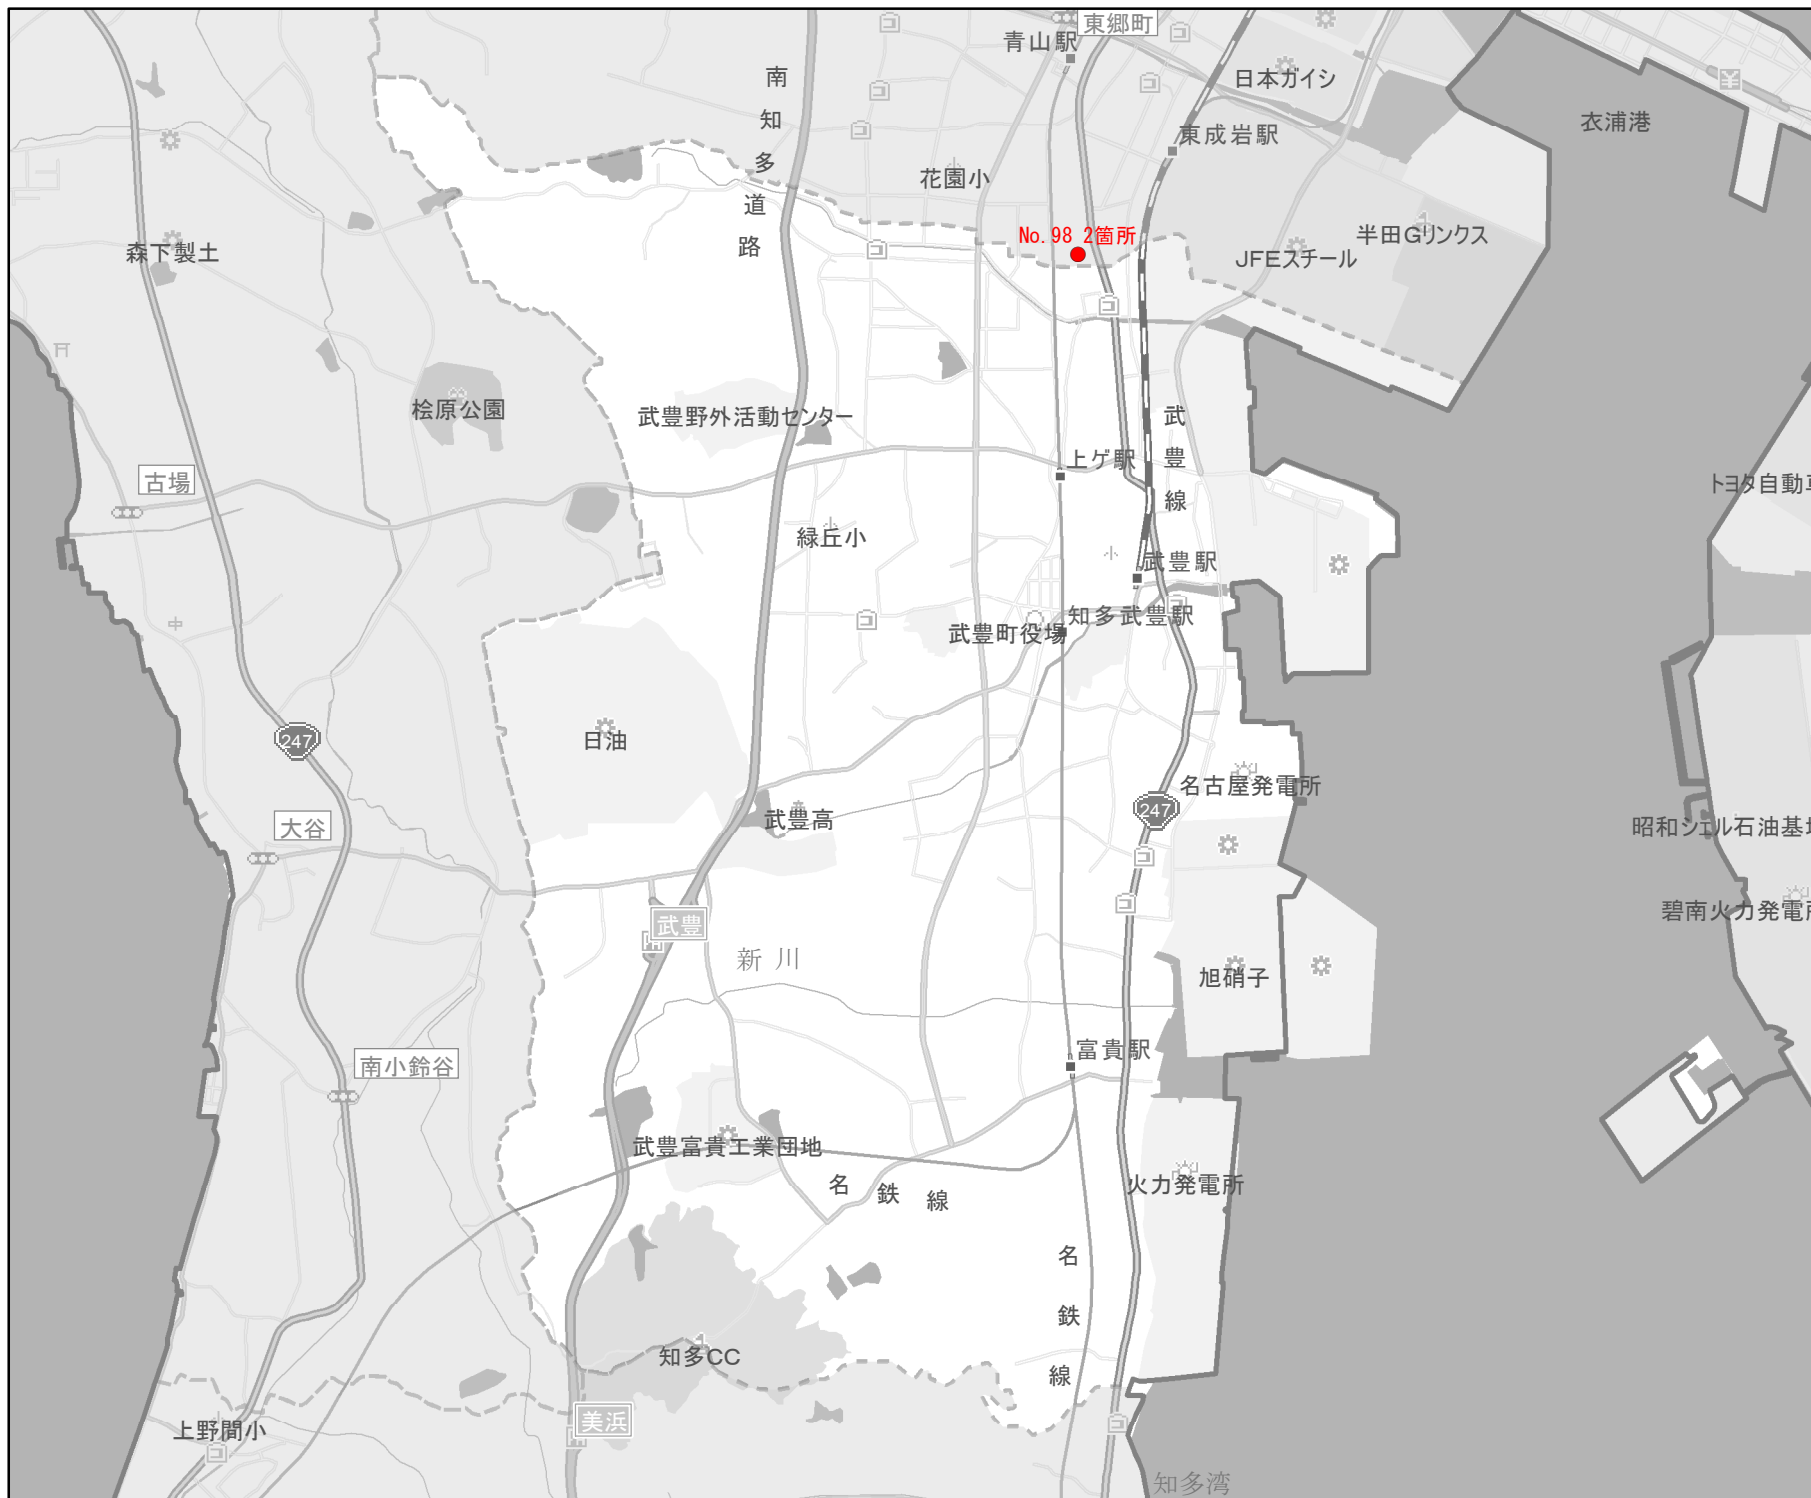 東郷町
青山駅
南知多道路
日本ガイシ
衣浦港
東成岩駅
花園小
No.98 2箇所
半田Gリンクス
JFEスチール
森下製土
桧原公園
武豊野外活動センター
武豊線
古場
上ゲ駅
トヨタ自動車
緑丘小
小
武豊駅
知多武豊駅
武豊町役場
中
247
日油
名古屋発電所
247
大谷
武豊高
昭和シェル石油基地
碧南火力発電所
武豊
新川
旭硝子
富貴駅
南小鈴谷
武豊富貴工業団地
名鉄線
火力発電所
名鉄線
知多CC
美浜
上野間小
知多湾